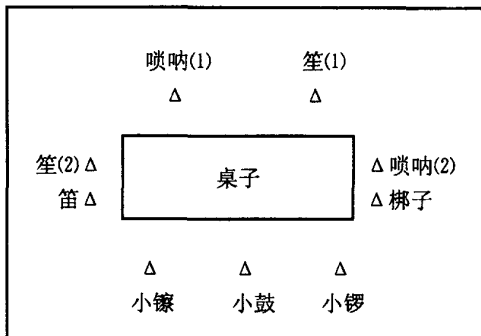 唢呐(1) 笙(1)
Δ Δ
笙(2) Δ Δ 唢呐(2)
桌子
笛 Δ Δ 梆子
Δ Δ Δ
小镲 小鼓 小锣